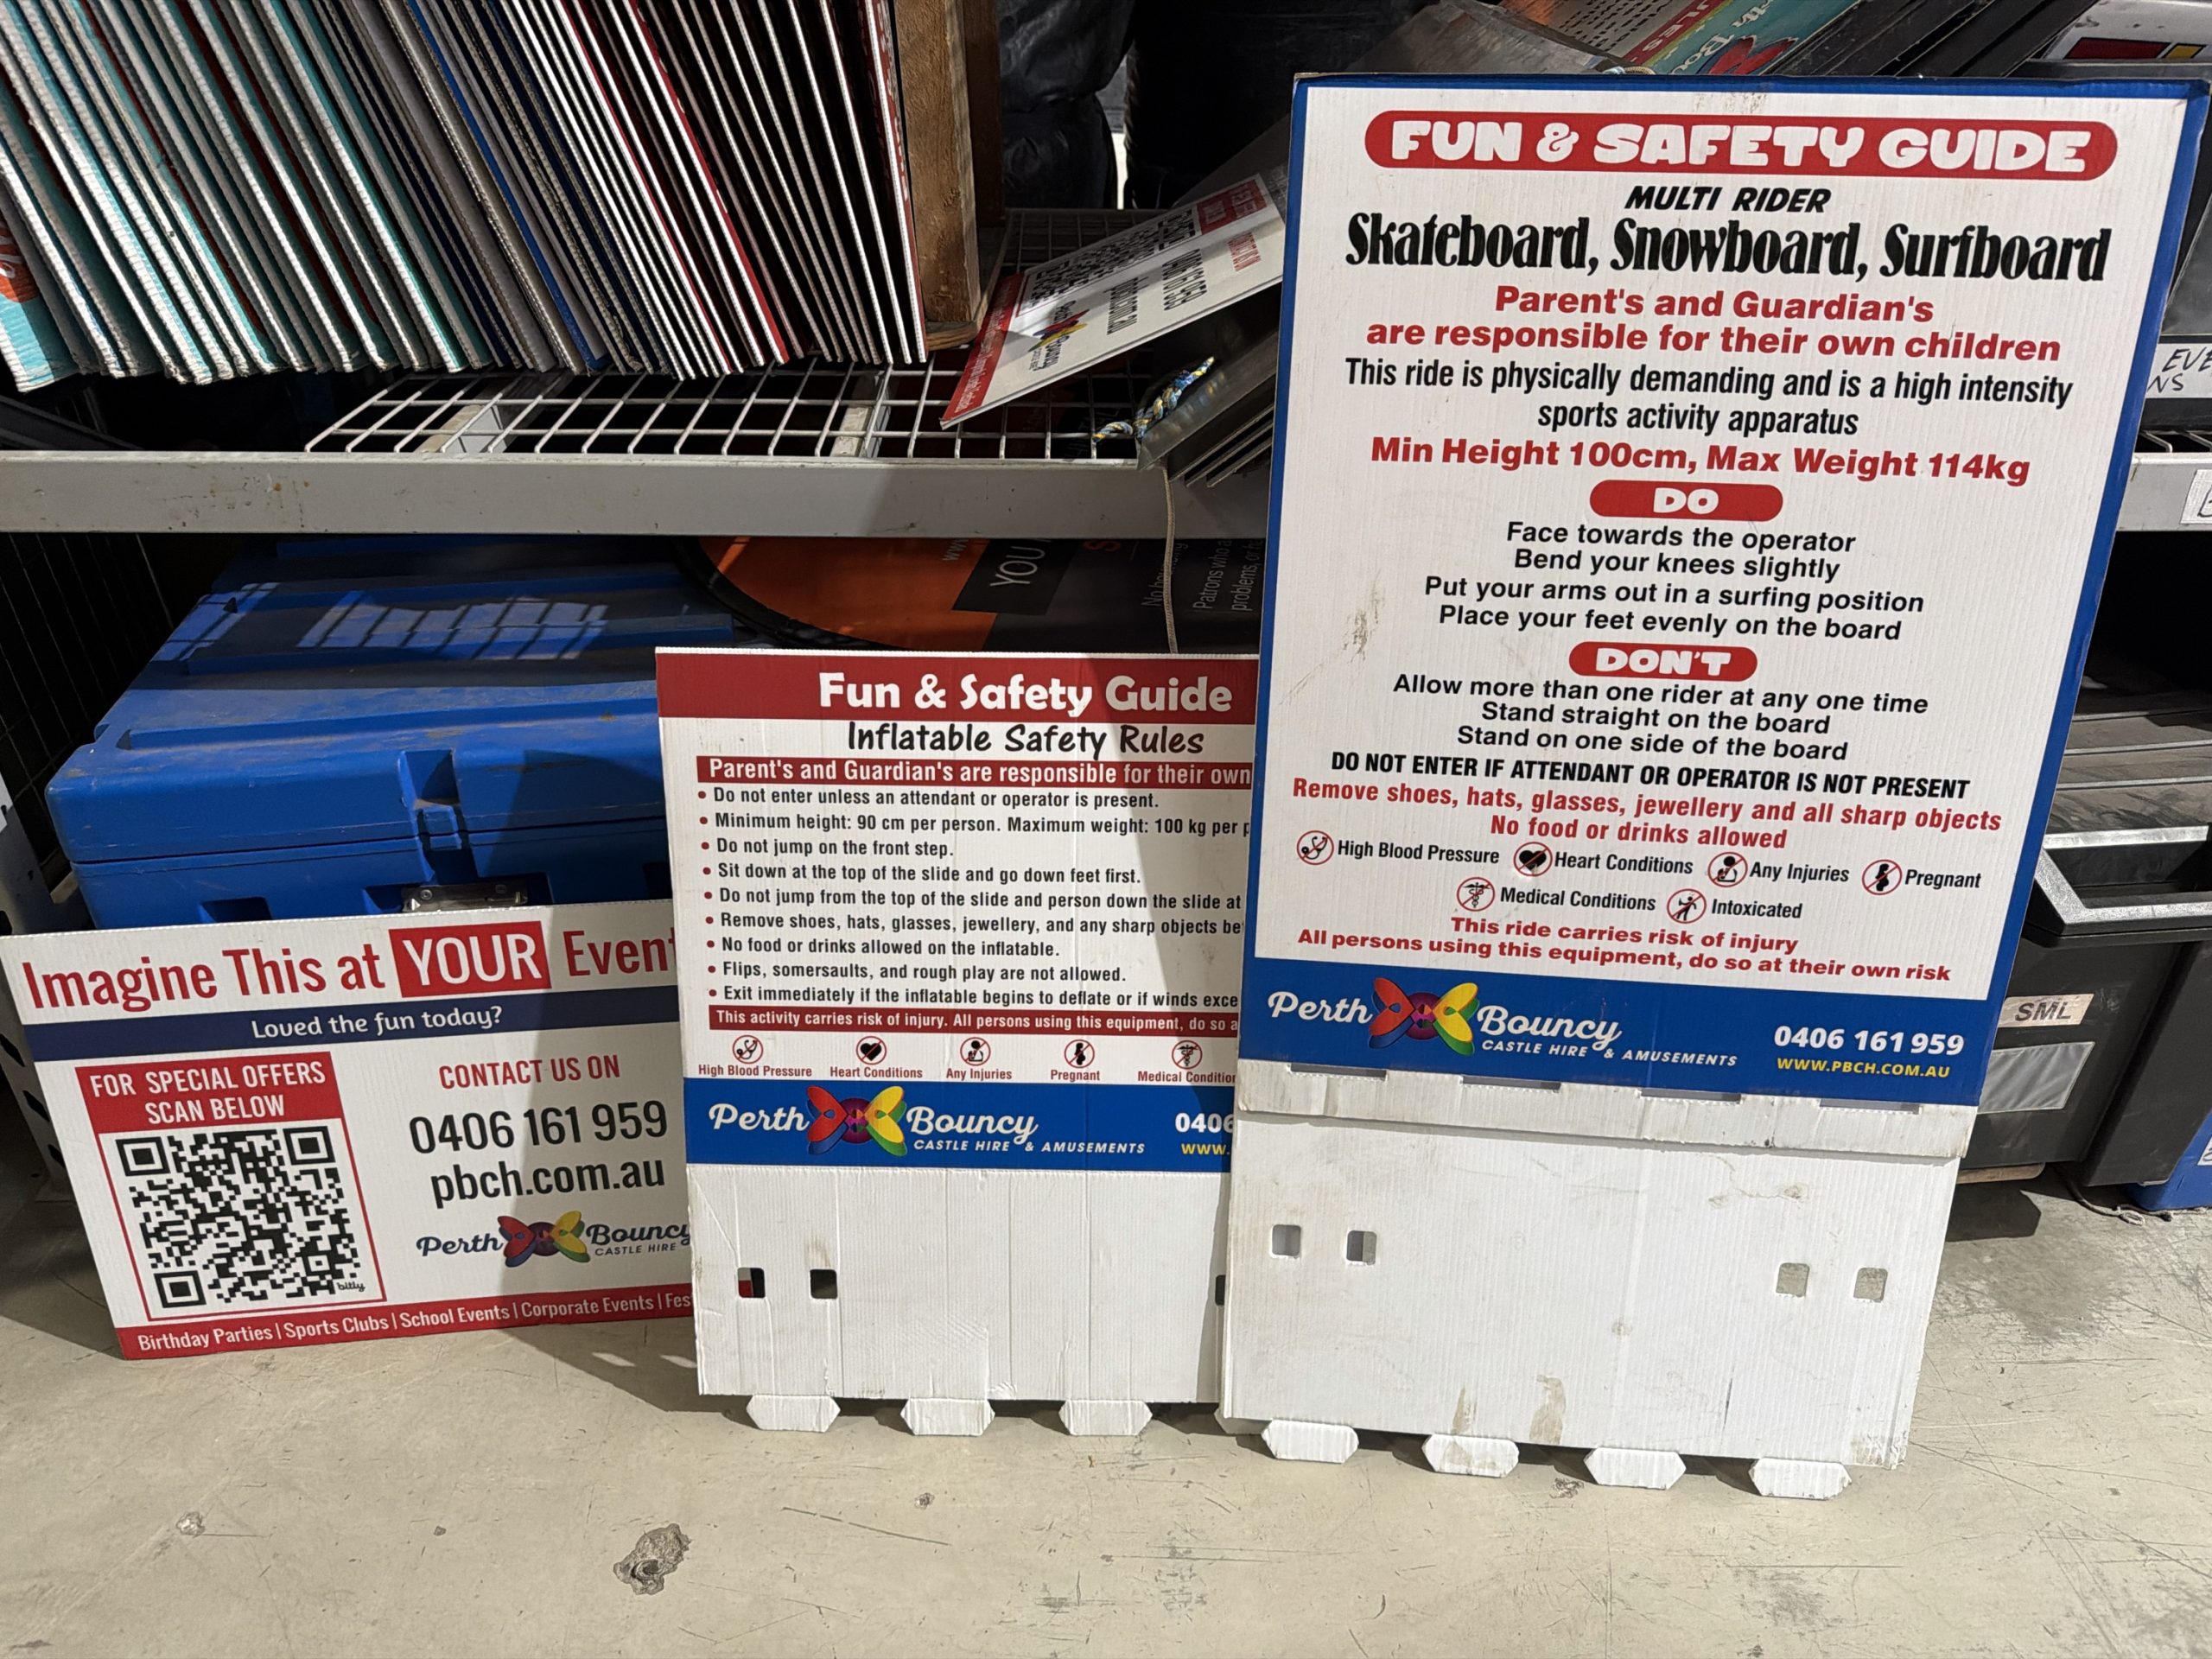 FUN & SAFETY GUIDE
MULTI RIDER
Skateboard, Snowboard, Surfboard
Parent's and Guardian's
are responsible for their own children
This ride is physically demanding and is a high intensity
sports activity apparatus
Min Height 100cm, Max Weight 114kg
DO
Face towards the operator
Bend your knees slightly
Put your arms out in a surfing position
Place your feet evenly on the board
DON'T
Allow more than one rider at any one time
Stand straight on the board
Stand on one side of the board
DO NOT ENTER IF ATTENDANT OR OPERATOR IS NOT PRESENT
Remove shoes, hats, glasses, jewellery and all sharp objects
No food or drinks allowed
High Blood Pressure Heart Conditions Any Injuries Pregnant
Medical Conditions Intoxicated
This ride carries risk of injury
All persons using this equipment, do so at their own risk
Perth Bouncy
CASTLE HIRE & AMUSEMENTS
0406 161 959
WWW.PBCH.COM.AU
Fun & Safety Guide
Inflatable Safety Rules
Parent's and Guardian's are responsible for their own
• Do not enter unless an attendant or operator is present.
• Minimum height: 90 cm per person. Maximum weight: 100 kg per p
• Do not jump on the front step.
• Sit down at the top of the slide and go down feet first.
• Do not jump from the top of the slide and person down the slide at
• Remove shoes, hats, glasses, jewellery, and any sharp objects be
• No food or drinks allowed on the inflatable.
• Flips, somersaults, and rough play are not allowed.
• Exit immediately if the inflatable begins to deflate or if winds exce
This activity carries risk of injury. All persons using this equipment, do so a
High Blood Pressure Heart Conditions Any Injuries Pregnant Medical Condition
Perth Bouncy
CASTLE HIRE & AMUSEMENTS
0406
WWW.
Imagine This at YOUR Event
Loved the fun today?
FOR SPECIAL OFFERS
SCAN BELOW
bitly
CONTACT US ON
0406 161 959
pbch.com.au
Perth Bouncy
CASTLE HIRE
Birthday Parties | Sports Clubs | School Events | Corporate Events | Fes
YOU
Patrons who a
problems, or h
SML
EVE
NS